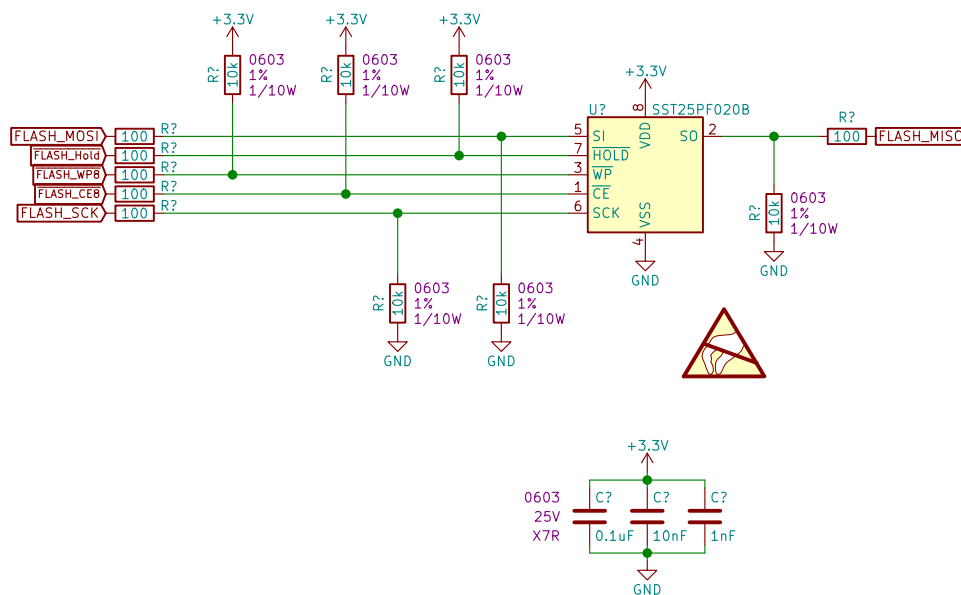 +3.3V +3.3V +3.3V
R? 10k 0603 1% 1/10W
R? 10k 0603 1% 1/10W
R? 10k 0603 1% 1/10W
+3.3V
U? SST25PF020B
8 VDD
FLASH_MOSI 100 R? 5 SI
FLASH_Hold 100 R? 7 HOLD
FLASH_WP8 100 R? 3 WP
FLASH_CE8 100 R? 1 CE
FLASH_SCK 100 R? 6 SCK
SO 2
R?
100 FLASH_MISO
VSS 4
GND
R? 10k 0603 1% 1/10W
GND
R? 10k 0603 1% 1/10W
GND
R? 10k 0603 1% 1/10W
GND
+3.3V
0603
25V
X7R
C? 0.1uF
C? 10nF
C? 1nF
GND